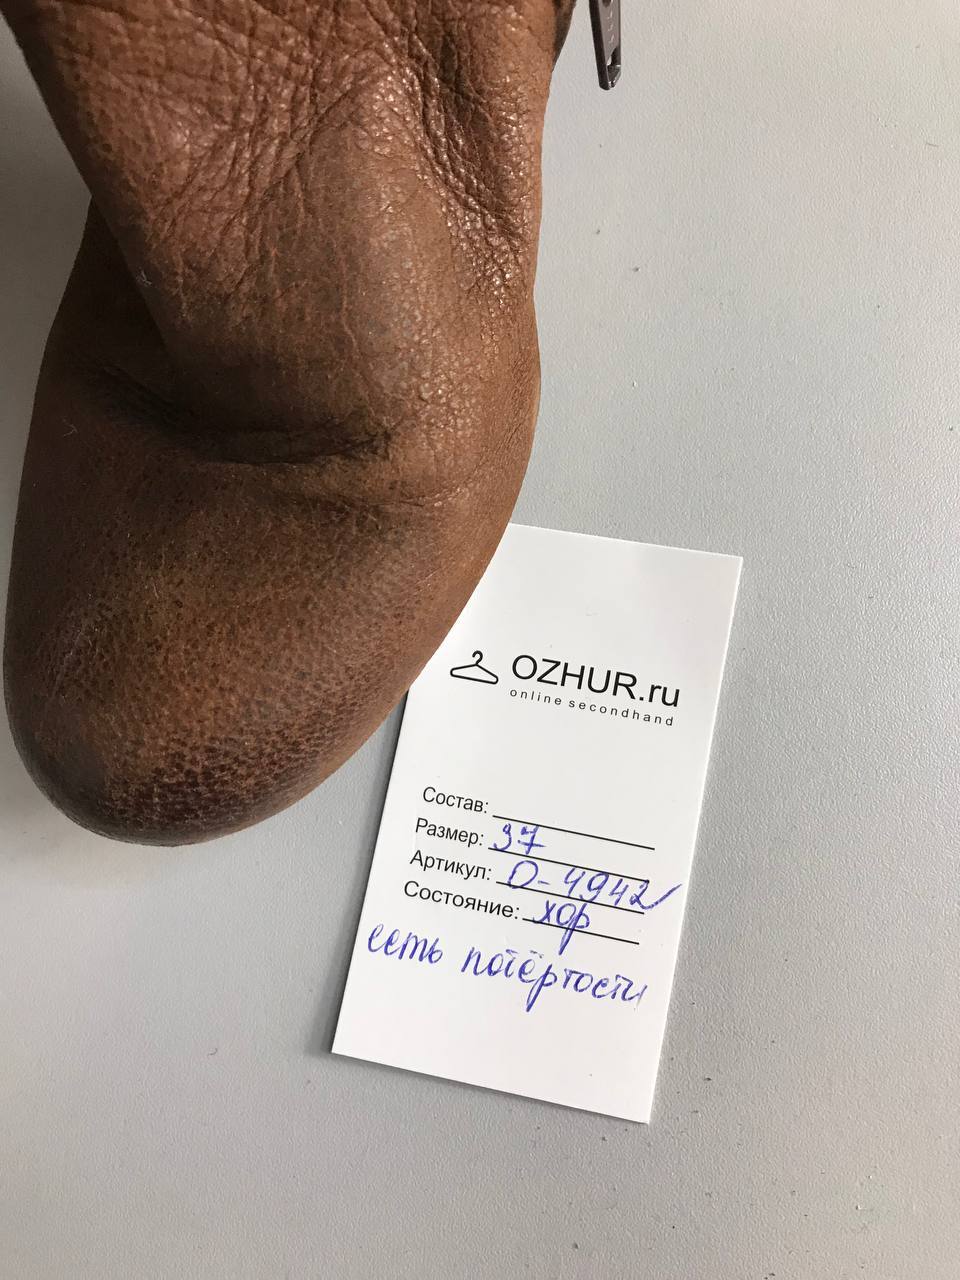 OZHUR.ru
online secondhand
Состав:
Размер: 37
Артикул: О-4942
Состояние: хор
есть потёртости